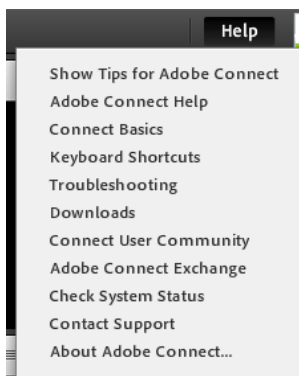 Help
Show Tips for Adobe Connect
Adobe Connect Help
Connect Basics
Keyboard Shortcuts
Troubleshooting
Downloads
Connect User Community
Adobe Connect Exchange
Check System Status
Contact Support
About Adobe Connect...